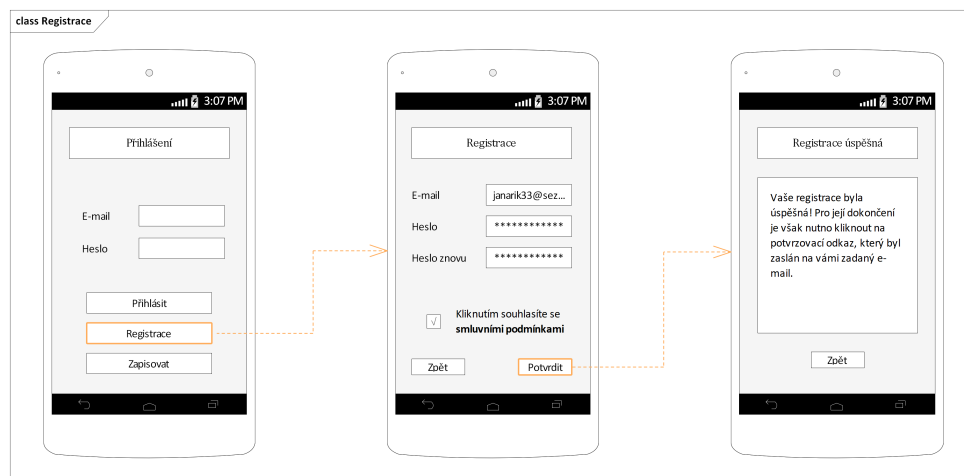 class Registrace
3:07 PM
Přihlášení
E-mail
Heslo
Přihlásit
Registrace
Zapisovat
3:07 PM
Registrace
E-mail janarik33@sez...
Heslo ************
Heslo znovu ************
√ Kliknutím souhlasíte se
smluvními podmínkami
Zpět Potvrdit
3:07 PM
Registrace úspěšná
Vaše registrace byla
úspěšná! Pro její dokončení
je však nutno kliknout na
potvrzovací odkaz, který byl
zaslán na vámi zadaný e-
mail.
Zpět